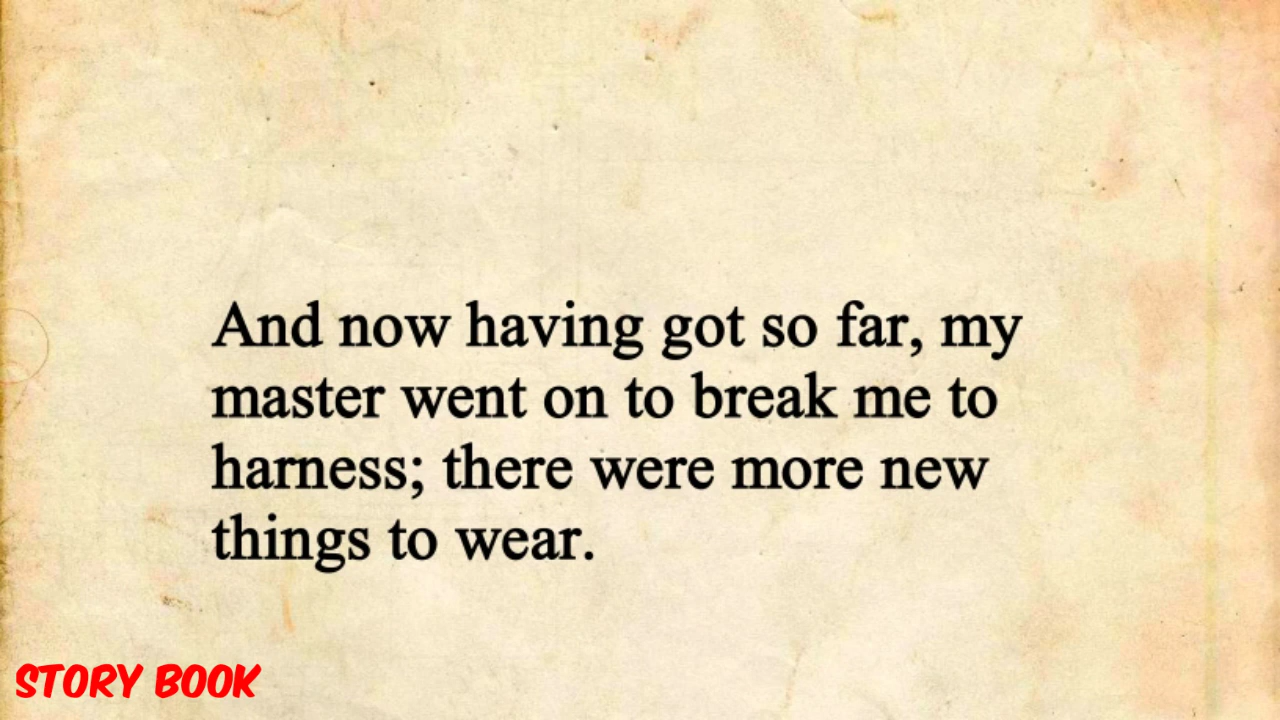 And now having got so far, my
master went on to break me to
harness; there were more new
things to wear.
STORY BOOK